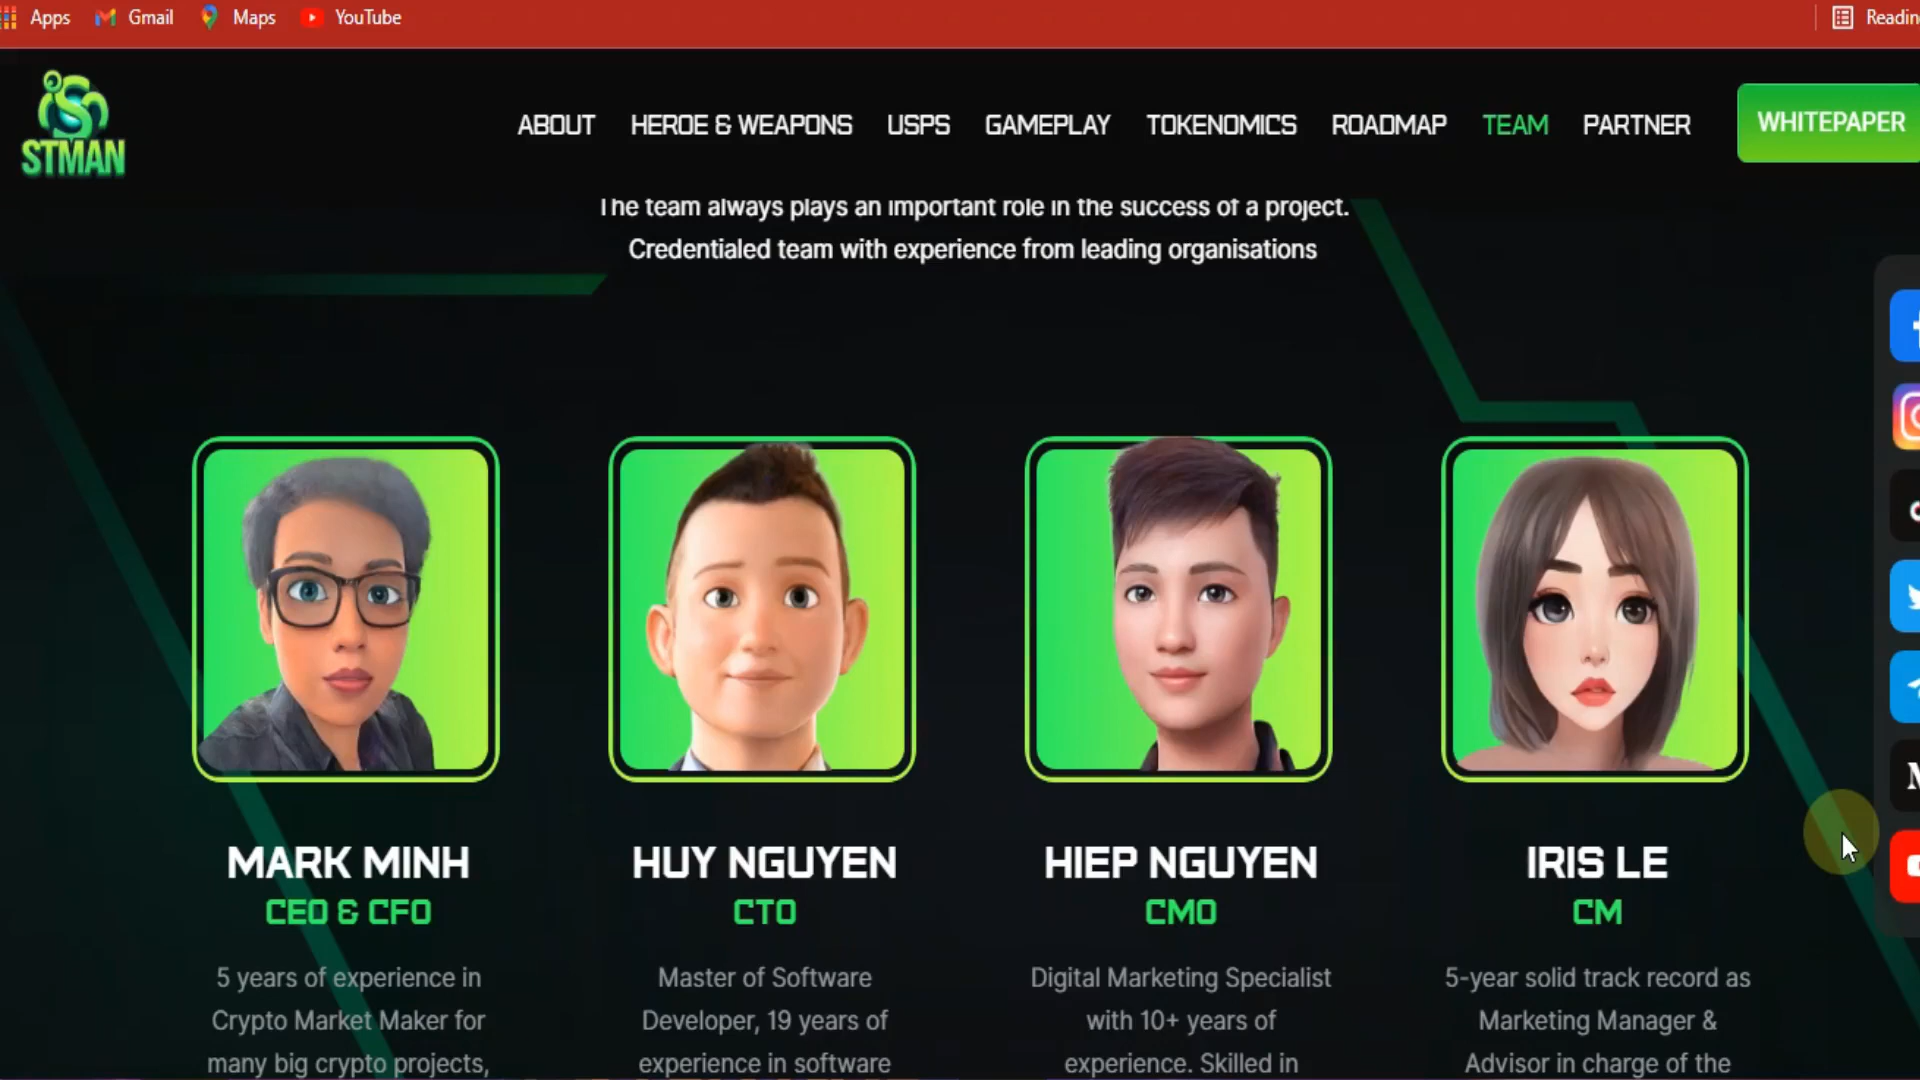 Apps Gmail Maps YouTube
STMAN
ABOUT HEROE & WEAPONS USPS GAMEPLAY TOKENOMICS ROADMAP TEAM PARTNER WHITEPAPER
The team always plays an important role in the success of a project.
Credentialed team with experience from leading organisations
MARK MINH
CEO & CFO
5 years of experience in
Crypto Market Maker for
many big crypto projects,
HUY NGUYEN
CTO
Master of Software
Developer, 19 years of
experience in software
HIEP NGUYEN
CMO
Digital Marketing Specialist
with 10+ years of
experience. Skilled in
IRIS LE
CM
5-year solid track record as
Marketing Manager &
Advisor in charge of the